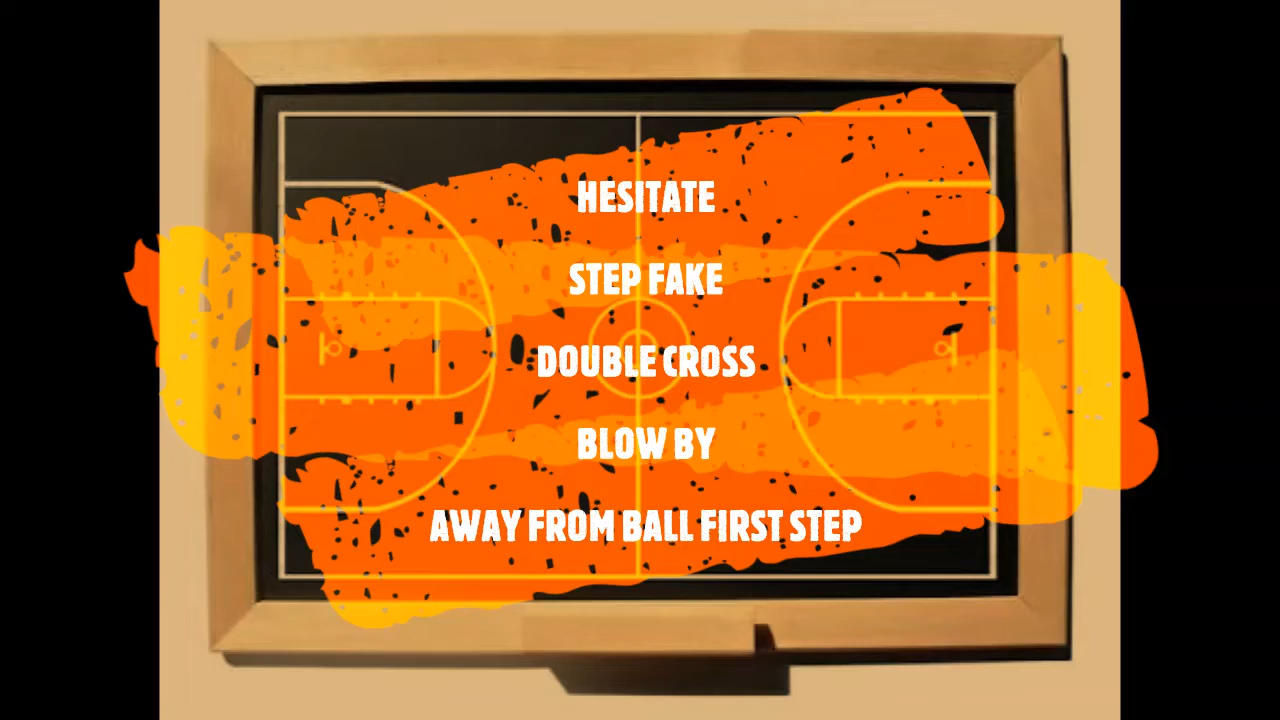 HESITATE
STEP FAKE
DOUBLE CROSS
BLOW BY
AWAY FROM BALL FIRST STEP